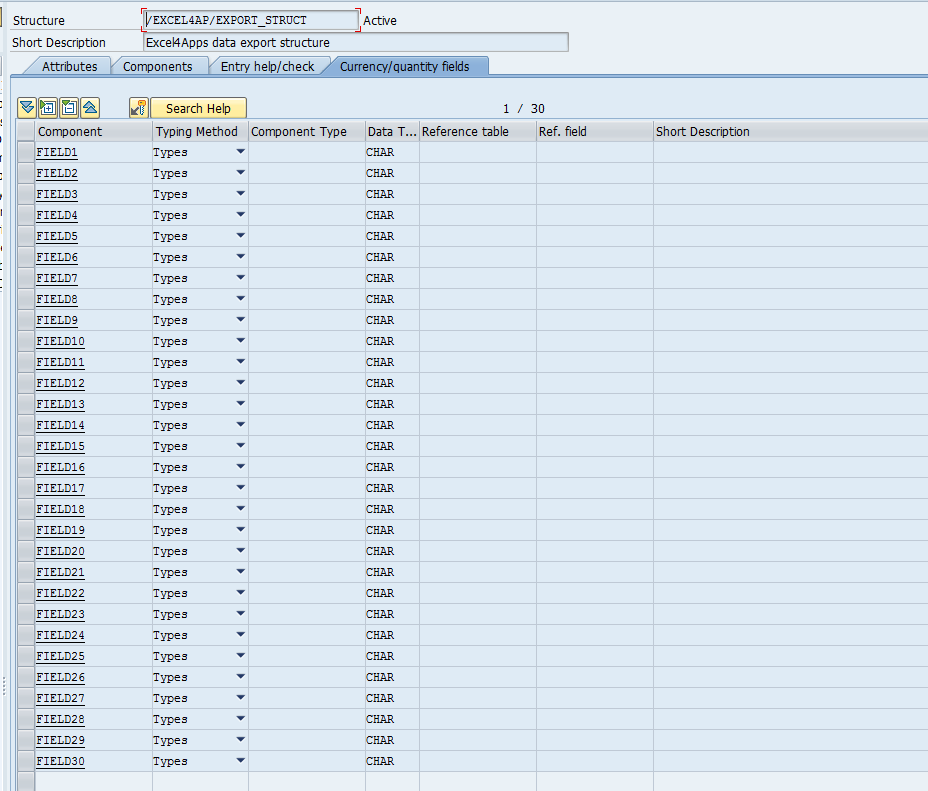 Structure /EXCEL4AP/EXPORT_STRUCT Active
Short Description Excel4Apps data export structure
Attributes Components Entry help/check Currency/quantity fields
Search Help 1 / 30
Component Typing Method Component Type Data T... Reference table Ref. field Short Description
FIELD1 Types CHAR
FIELD2 Types CHAR
FIELD3 Types CHAR
FIELD4 Types CHAR
FIELD5 Types CHAR
FIELD6 Types CHAR
FIELD7 Types CHAR
FIELD8 Types CHAR
FIELD9 Types CHAR
FIELD10 Types CHAR
FIELD11 Types CHAR
FIELD12 Types CHAR
FIELD13 Types CHAR
FIELD14 Types CHAR
FIELD15 Types CHAR
FIELD16 Types CHAR
FIELD17 Types CHAR
FIELD18 Types CHAR
FIELD19 Types CHAR
FIELD20 Types CHAR
FIELD21 Types CHAR
FIELD22 Types CHAR
FIELD23 Types CHAR
FIELD24 Types CHAR
FIELD25 Types CHAR
FIELD26 Types CHAR
FIELD27 Types CHAR
FIELD28 Types CHAR
FIELD29 Types CHAR
FIELD30 Types CHAR